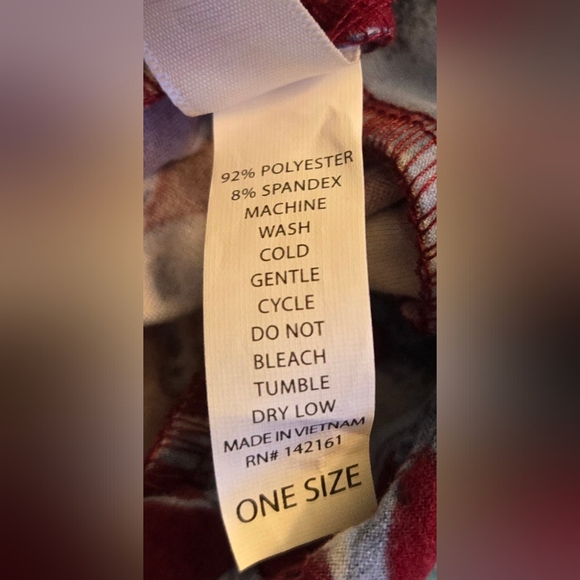 92% POLYESTER
8% SPANDEX
MACHINE
WASH
COLD
GENTLE
CYCLE
DO NOT
BLEACH
TUMBLE
DRY LOW
MADE IN VIETNAM
RN# 142161
ONE SIZE